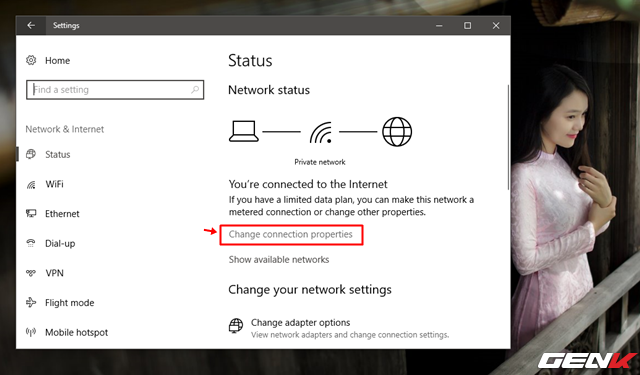 Settings
Home
Find a setting
Network & Internet
Status
WiFi
Ethernet
Dial-up
VPN
Flight mode
Mobile hotspot
Status
Network status
Private network
You're connected to the Internet
If you have a limited data plan, you can make this network a
metered connection or change other properties.
Change connection properties
Show available networks
Change your network settings
Change adapter options
View network adapters and change connection settings.
GENK